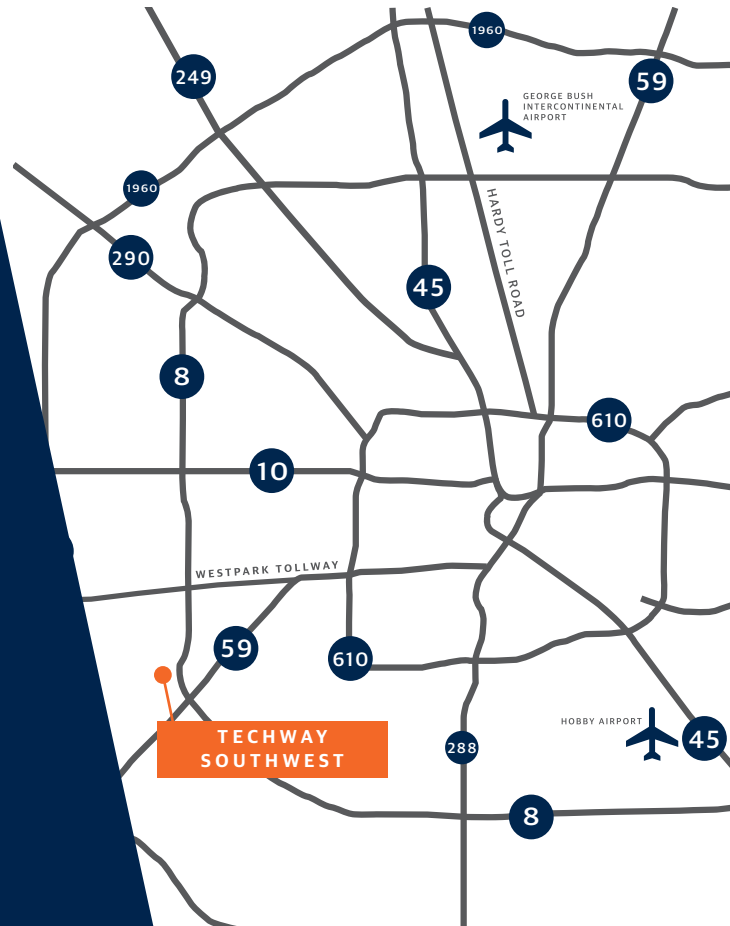 1960
249
59
GEORGE BUSH
INTERCONTINENTAL
AIRPORT
1960
HARDY TOLL ROAD
290
45
8
610
10
WESTPARK TOLLWAY
59
610
TECHWAY
SOUTHWEST
HOBBY AIRPORT
45
288
8